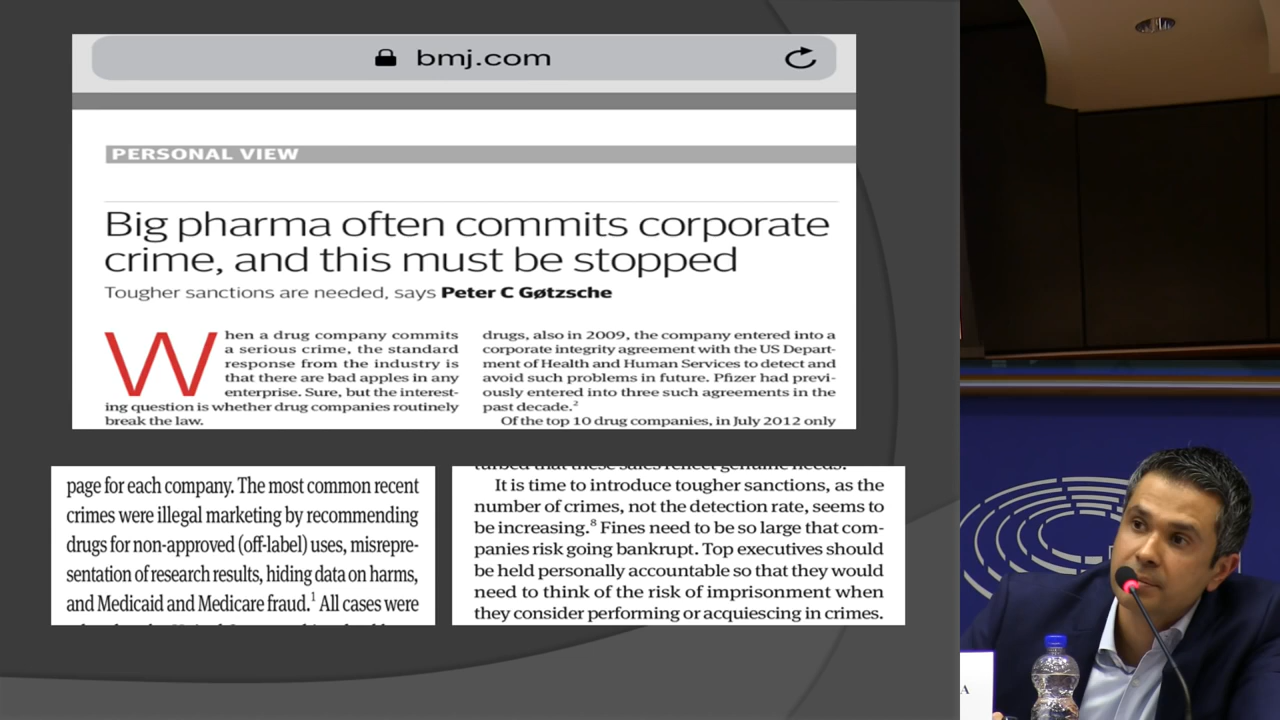 bmj.com
PERSONAL VIEW
Big pharma often commits corporate
crime, and this must be stopped
Tougher sanctions are needed, says Peter C Gøtzsche
When a drug company commits
a serious crime, the standard
response from the industry is
that there are bad apples in any
enterprise. Sure, but the interest-
ing question is whether drug companies routinely
break the law.
drugs, also in 2009, the company entered into a
corporate integrity agreement with the US Depart-
ment of Health and Human Services to detect and
avoid such problems in future. Pfizer had previ-
ously entered into three such agreements in the
past decade.²
Of the top 10 drug companies, in July 2012 only
page for each company. The most common recent
crimes were illegal marketing by recommending
drugs for non-approved (off-label) uses, misrepre-
sentation of research results, hiding data on harms,
and Medicaid and Medicare fraud.¹ All cases were
It is time to introduce tougher sanctions, as the
number of crimes, not the detection rate, seems to
be increasing.⁸ Fines need to be so large that com-
panies risk going bankrupt. Top executives should
be held personally accountable so that they would
need to think of the risk of imprisonment when
they consider performing or acquiescing in crimes.
A